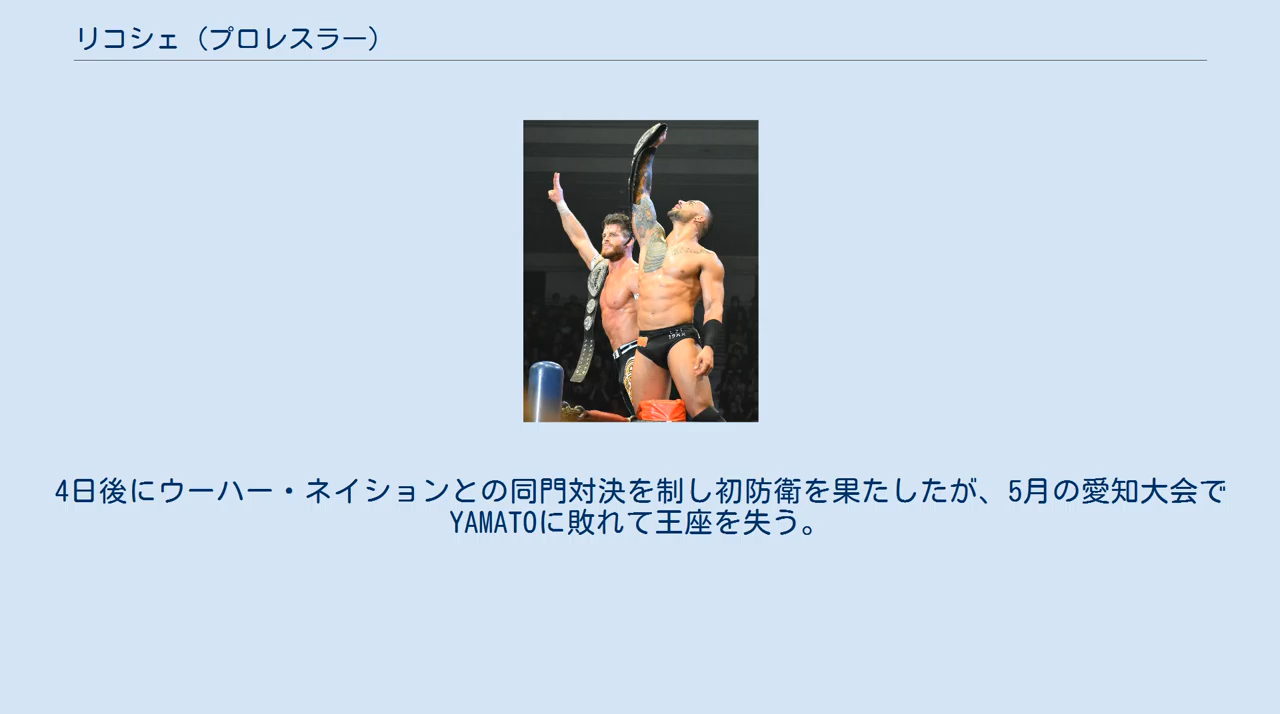 リコシェ（プロレスラー）
4日後にウーハー・ネイションとの同門対決を制し初防衛を果たしたが、5月の愛知大会で
YAMATOに敗れて王座を失う。